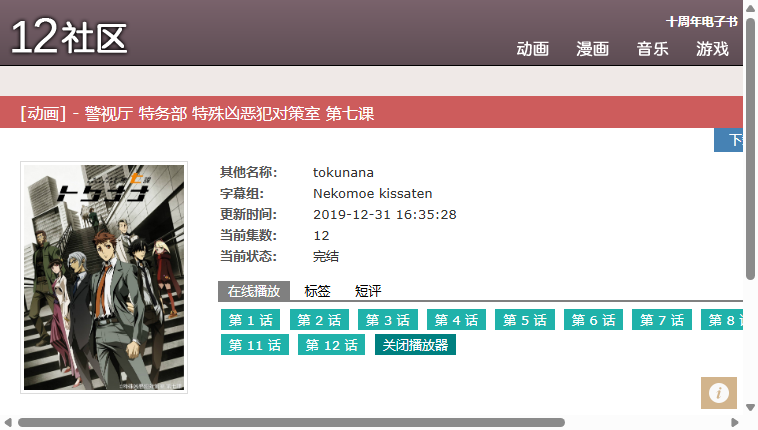 12社区
十周年电子书
动画 漫画 音乐 游戏
[动画] - 警视厅 特务部 特殊凶恶犯对策室 第七课
下
トクナナ
其他名称: tokunana
字幕组: Nekomoe kissaten
更新时间: 2019-12-31 16:35:28
当前集数: 12
当前状态: 完结
在线播放 标签 短评
第 1 话 第 2 话 第 3 话 第 4 话 第 5 话 第 6 话 第 7 话 第 8
第 11 话 第 12 话 关闭播放器